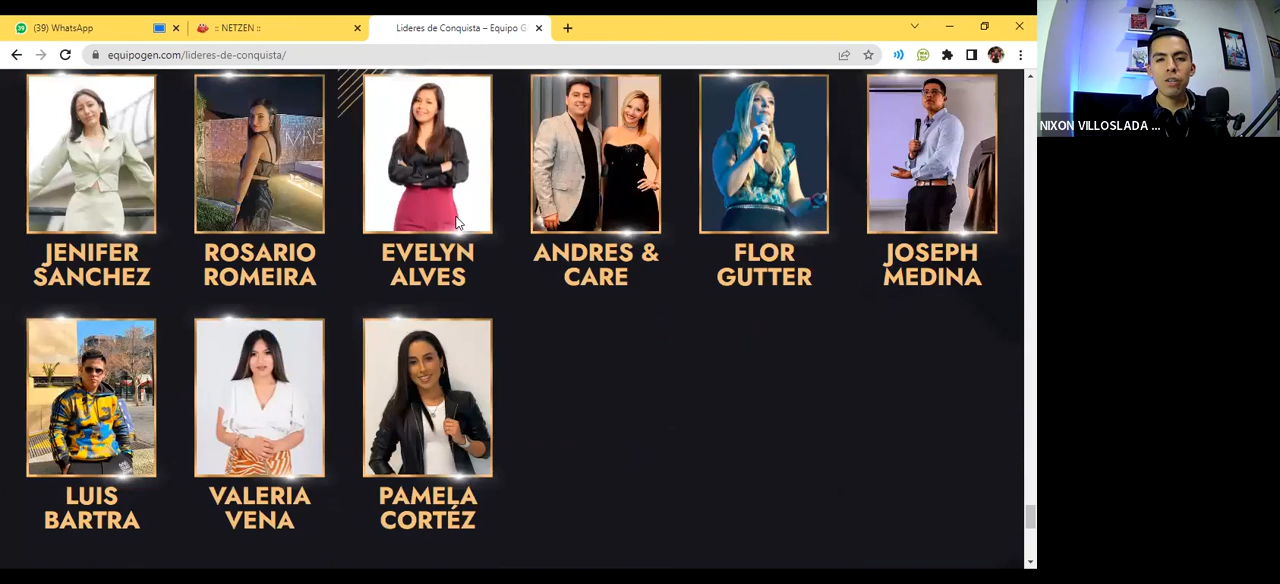 (39) WhatsApp
:: NETZEN ::
Lideres de Conquista – Equipo G
equipogen.com/lideres-de-conquista/
NIXON VILLOSLADA ...
JENIFER
SANCHEZ
ROSARIO
ROMEIRA
EVELYN
ALVES
ANDRES &
CARE
FLOR
GUTTER
JOSEPH
MEDINA
LUIS
BARTRA
VALERIA
VENA
PAMELA
CORTÉZ